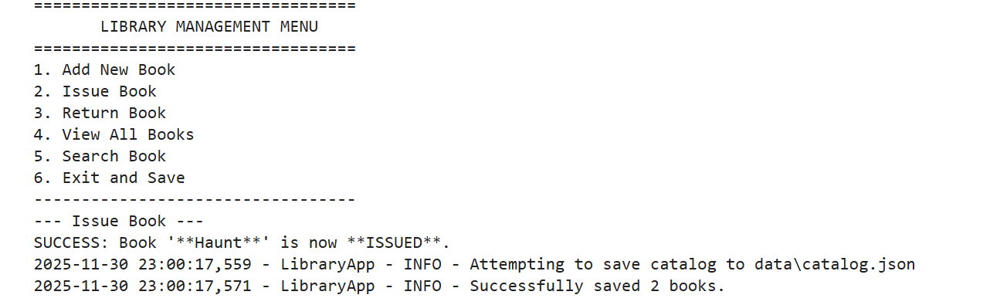 ==================================
LIBRARY MANAGEMENT MENU
==================================
1. Add New Book
2. Issue Book
3. Return Book
4. View All Books
5. Search Book
6. Exit and Save
----------------------------------
--- Issue Book ---
SUCCESS: Book '**Haunt**' is now **ISSUED**.
2025-11-30 23:00:17,559 - LibraryApp - INFO - Attempting to save catalog to data\catalog.json
2025-11-30 23:00:17,571 - LibraryApp - INFO - Successfully saved 2 books.